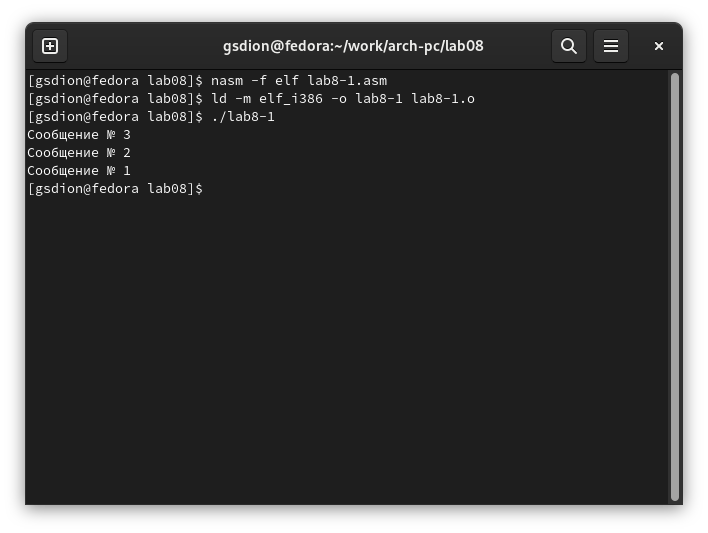 gsdion@fedora:~/work/arch-pc/lab08
[gsdion@fedora lab08]$ nasm -f elf lab8-1.asm
[gsdion@fedora lab08]$ ld -m elf_i386 -o lab8-1 lab8-1.o
[gsdion@fedora lab08]$ ./lab8-1
Сообщение № 3
Сообщение № 2
Сообщение № 1
[gsdion@fedora lab08]$